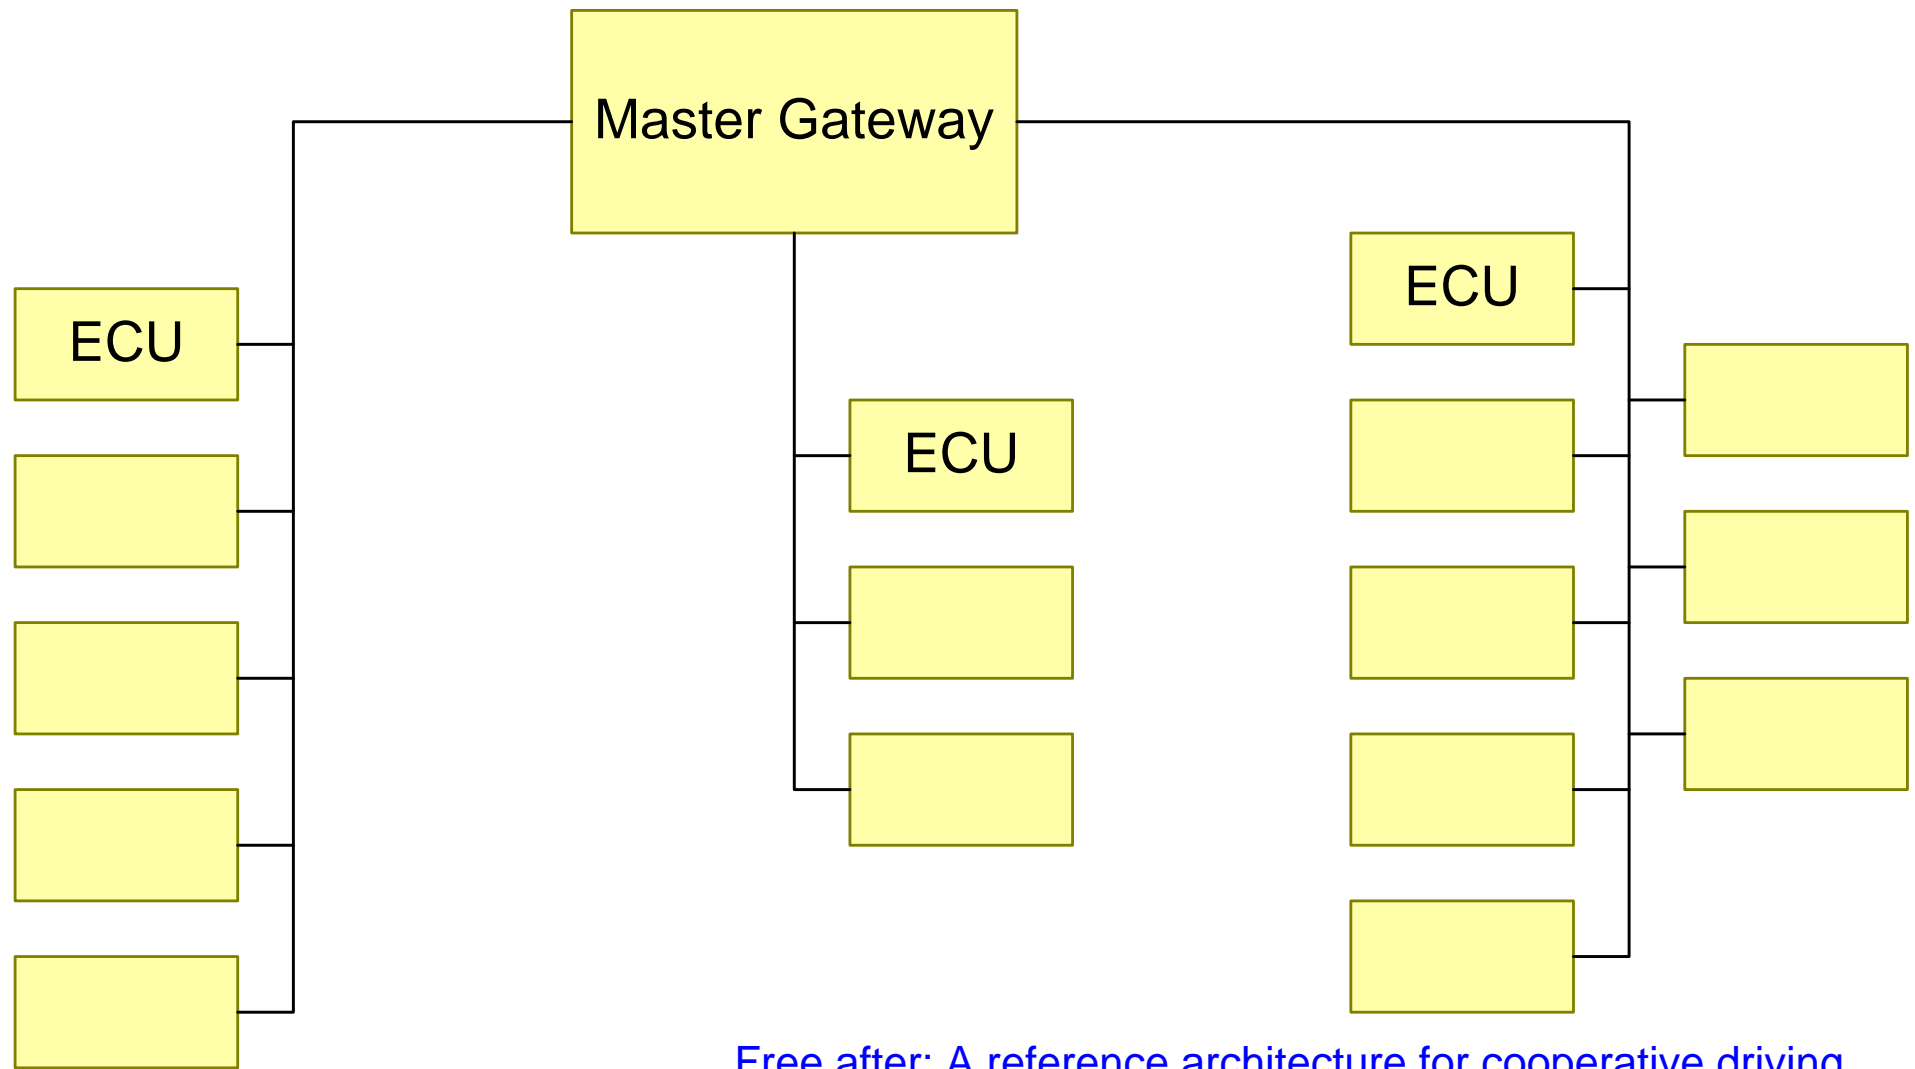 Master Gateway
ECU
ECU
ECU
Free after: A reference architecture for cooperative driving